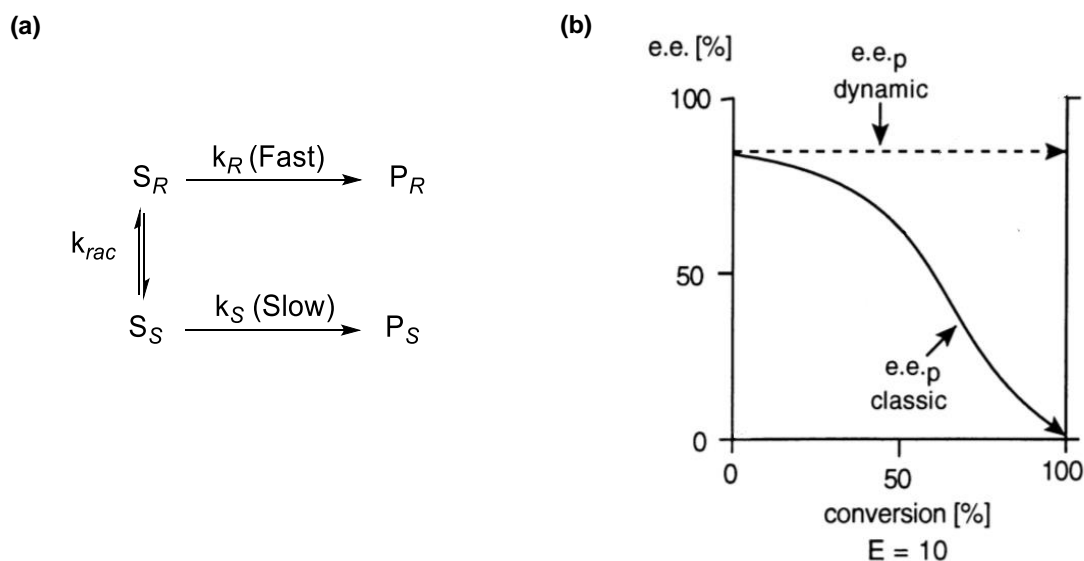 (a)
S_R k_R (Fast) P_R
k_rac
S_S k_S (Slow) P_S
(b)
e.e. [%]
e.e.p
dynamic
100
50
0
e.e.p
classic
0 50 100
conversion [%]
E = 10